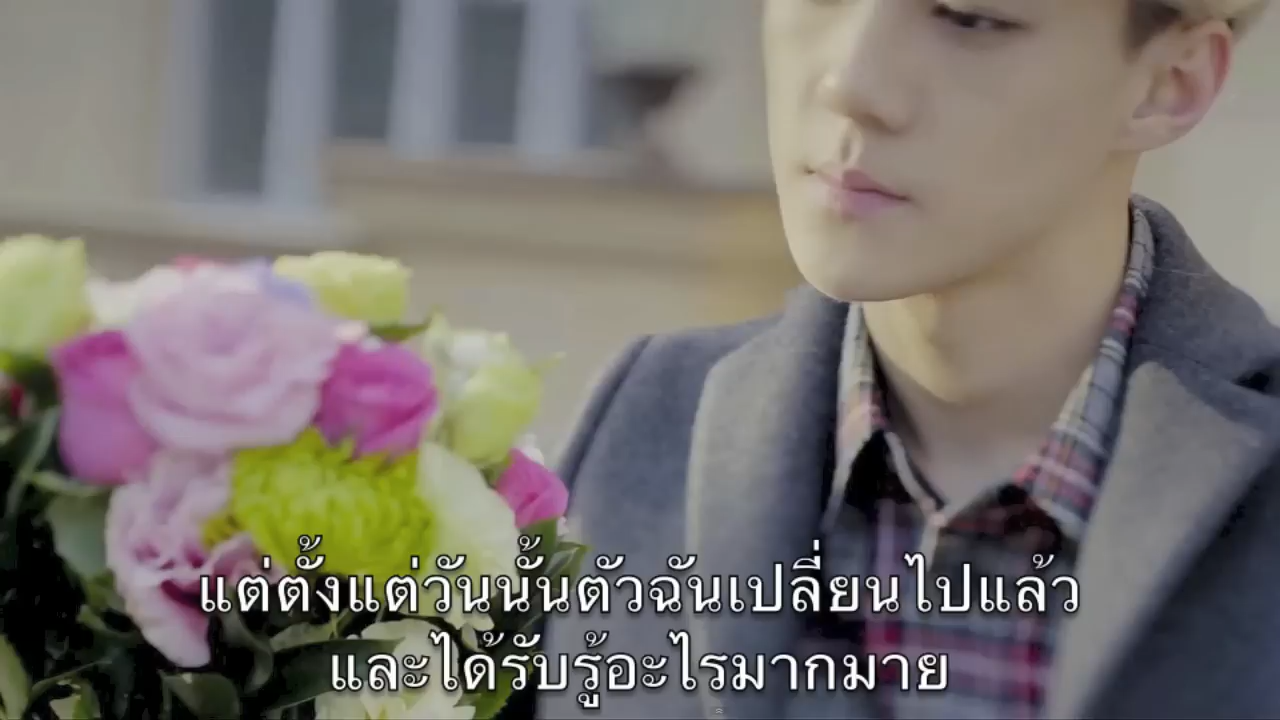 แต่ตั้งแต่วันนั้นตัวฉันเปลี่ยนไปแล้ว
และได้รับรู้อะไรมากมาย